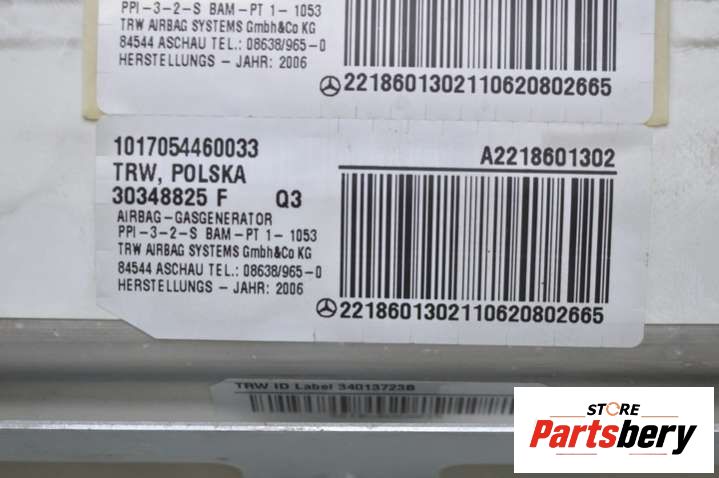 PPI-3-2-S BAM-PT 1- 1053
TRW AIRBAG SYSTEMS GmbH&Co KG
84544 ASCHAU TEL.: 08638/965-0
HERSTELLUNGS - JAHR: 2006
2218601302110620802665
1017054460033
TRW, POLSKA
30348825 F Q3
A2218601302
AIRBAG-GASGENERATOR
PPI-3-2-S BAM-PT 1- 1053
TRW AIRBAG SYSTEMS GmbH&Co KG
84544 ASCHAU TEL.: 08638/965-0
HERSTELLUNGS - JAHR: 2006
2218601302110620802665
TRW ID Label 34013723B
STORE
Partsbery